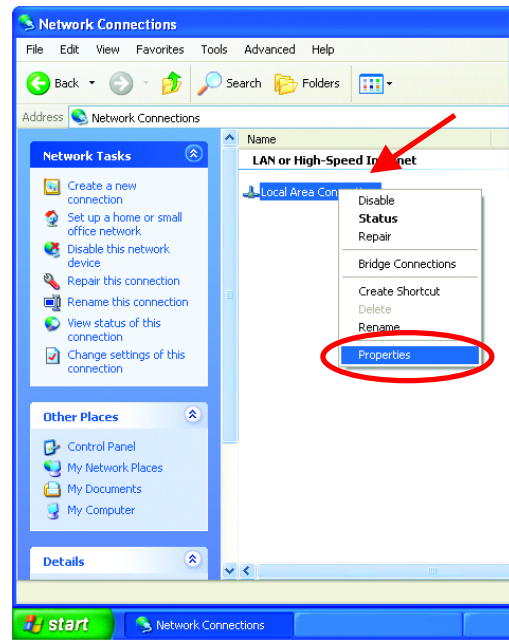 Network Connections
File Edit View Favorites Tools Advanced Help
Back Search Folders
Address Network Connections
Network Tasks
Create a new
connection
Set up a home or small
office network
Disable this network
device
Repair this connection
Rename this connection
View status of this
connection
Change settings of this
connection
Other Places
Control Panel
My Network Places
My Documents
My Computer
Details
Name
LAN or High-Speed Internet
Local Area Connection
Disable
Status
Repair
Bridge Connections
Create Shortcut
Delete
Rename
Properties
start Network Connections